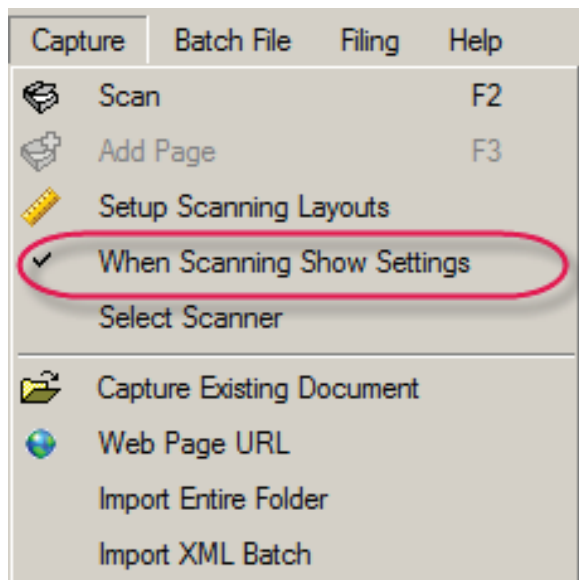 Capture Batch File Filing Help
Scan F2
Add Page F3
Setup Scanning Layouts
When Scanning Show Settings
Select Scanner
Capture Existing Document
Web Page URL
Import Entire Folder
Import XML Batch